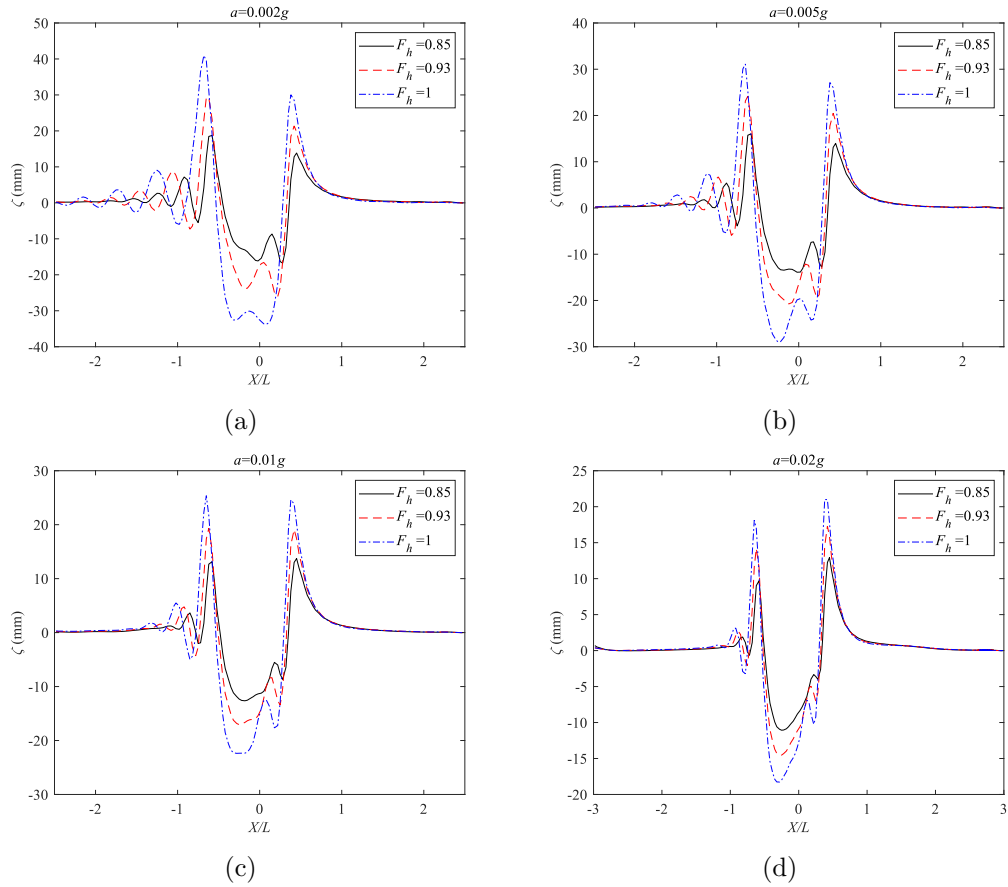 a=0.002g
50
40
30
20
10
0
-10
-20
-30
-40
ζ (mm)
-2 -1 0 1 2
X/L
F_h =0.85
F_h =0.93
F_h =1
(a)
a=0.005g
40
30
20
10
0
-10
-20
-30
ζ (mm)
-2 -1 0 1 2
X/L
F_h =0.85
F_h =0.93
F_h =1
(b)
a=0.01g
30
20
10
0
-10
-20
-30
ζ (mm)
-2 -1 0 1 2
X/L
F_h =0.85
F_h =0.93
F_h =1
(c)
a=0.02g
25
20
15
10
5
0
-5
-10
-15
-20
ζ (mm)
-3 -2 -1 0 1 2 3
X/L
F_h =0.85
F_h =0.93
F_h =1
(d)